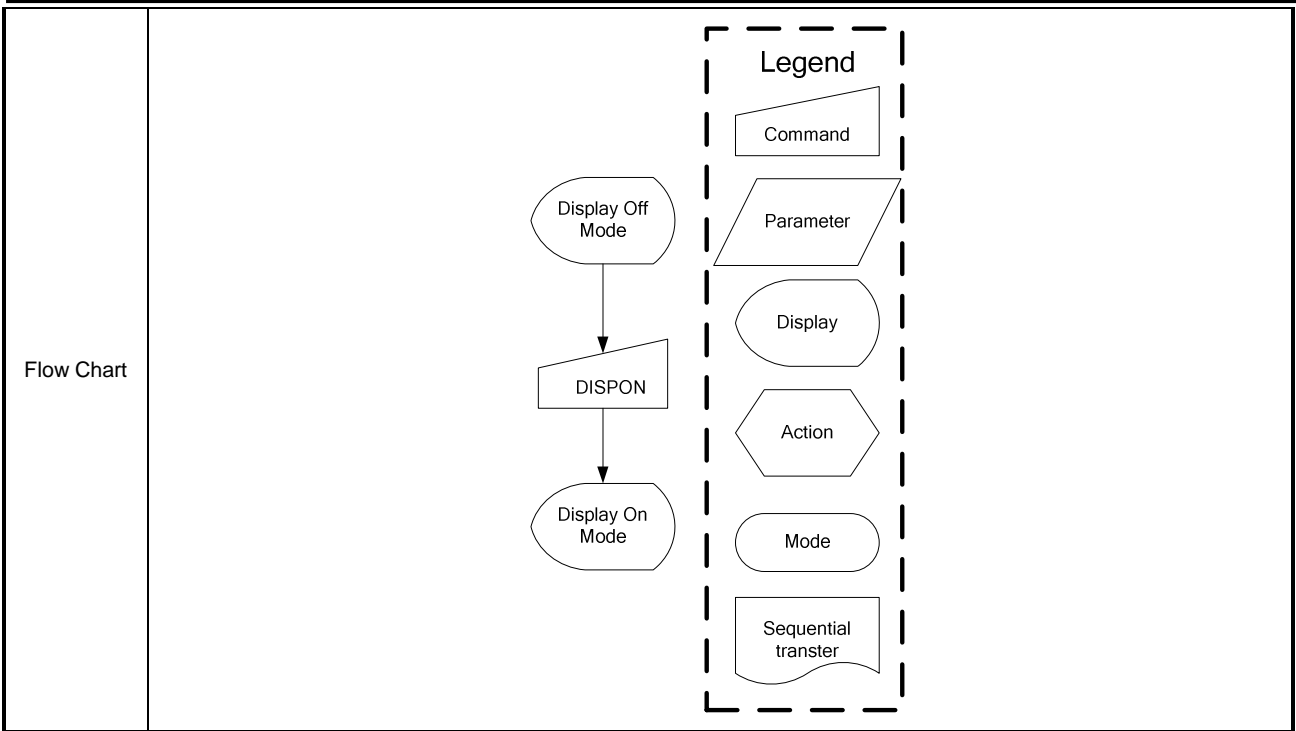 Flow Chart
Display Off
Mode
DISPON
Display On
Mode
Legend
Command
Parameter
Display
Action
Mode
Sequential
transter